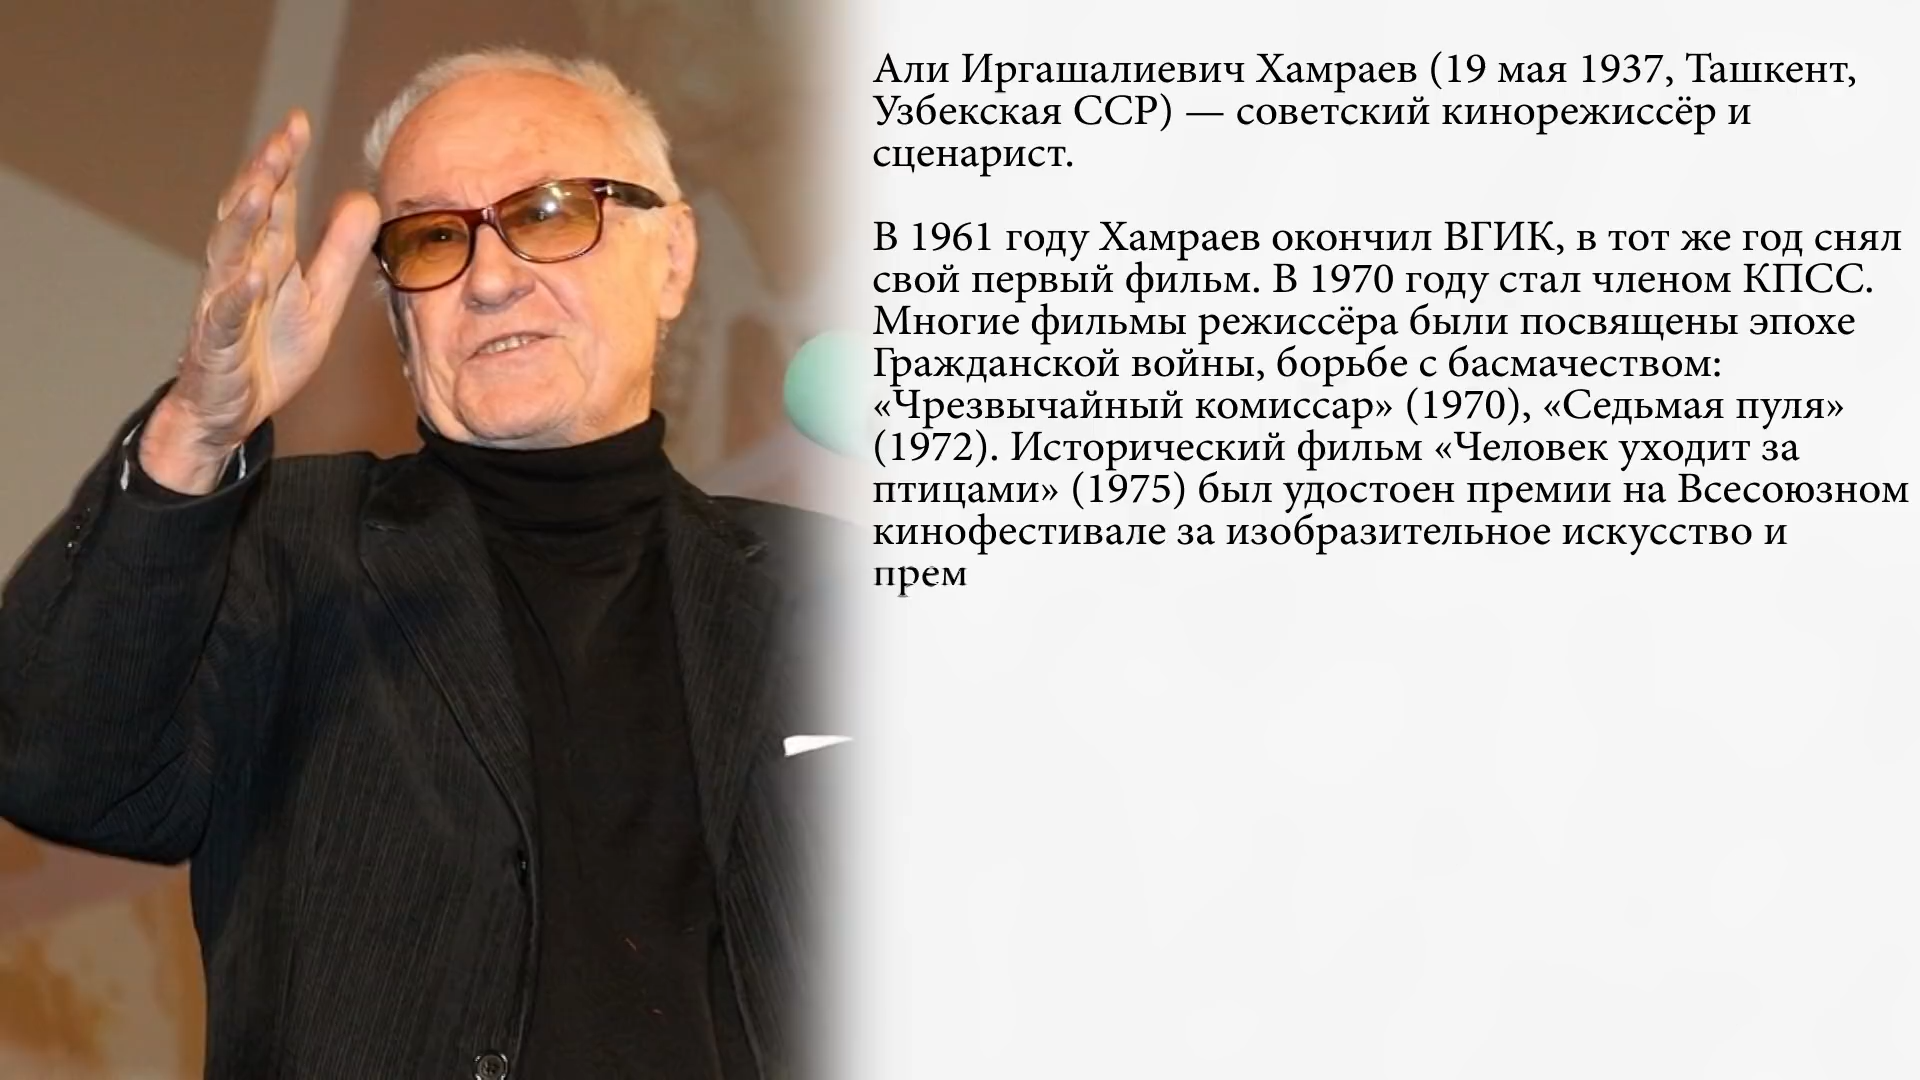 Али Иргашалиевич Хамраев (19 мая 1937, Ташкент,
Узбекская ССР) — советский кинорежиссёр и
сценарист.
В 1961 году Хамраев окончил ВГИК, в тот же год снял
свой первый фильм. В 1970 году стал членом КПСС.
Многие фильмы режиссёра были посвящены эпохе
Гражданской войны, борьбе с басмачеством:
«Чрезвычайный комиссар» (1970), «Седьмая пуля»
(1972). Исторический фильм «Человек уходит за
птицами» (1975) был удостоен премии на Всесоюзном
кинофестивале за изобразительное искусство и
прем